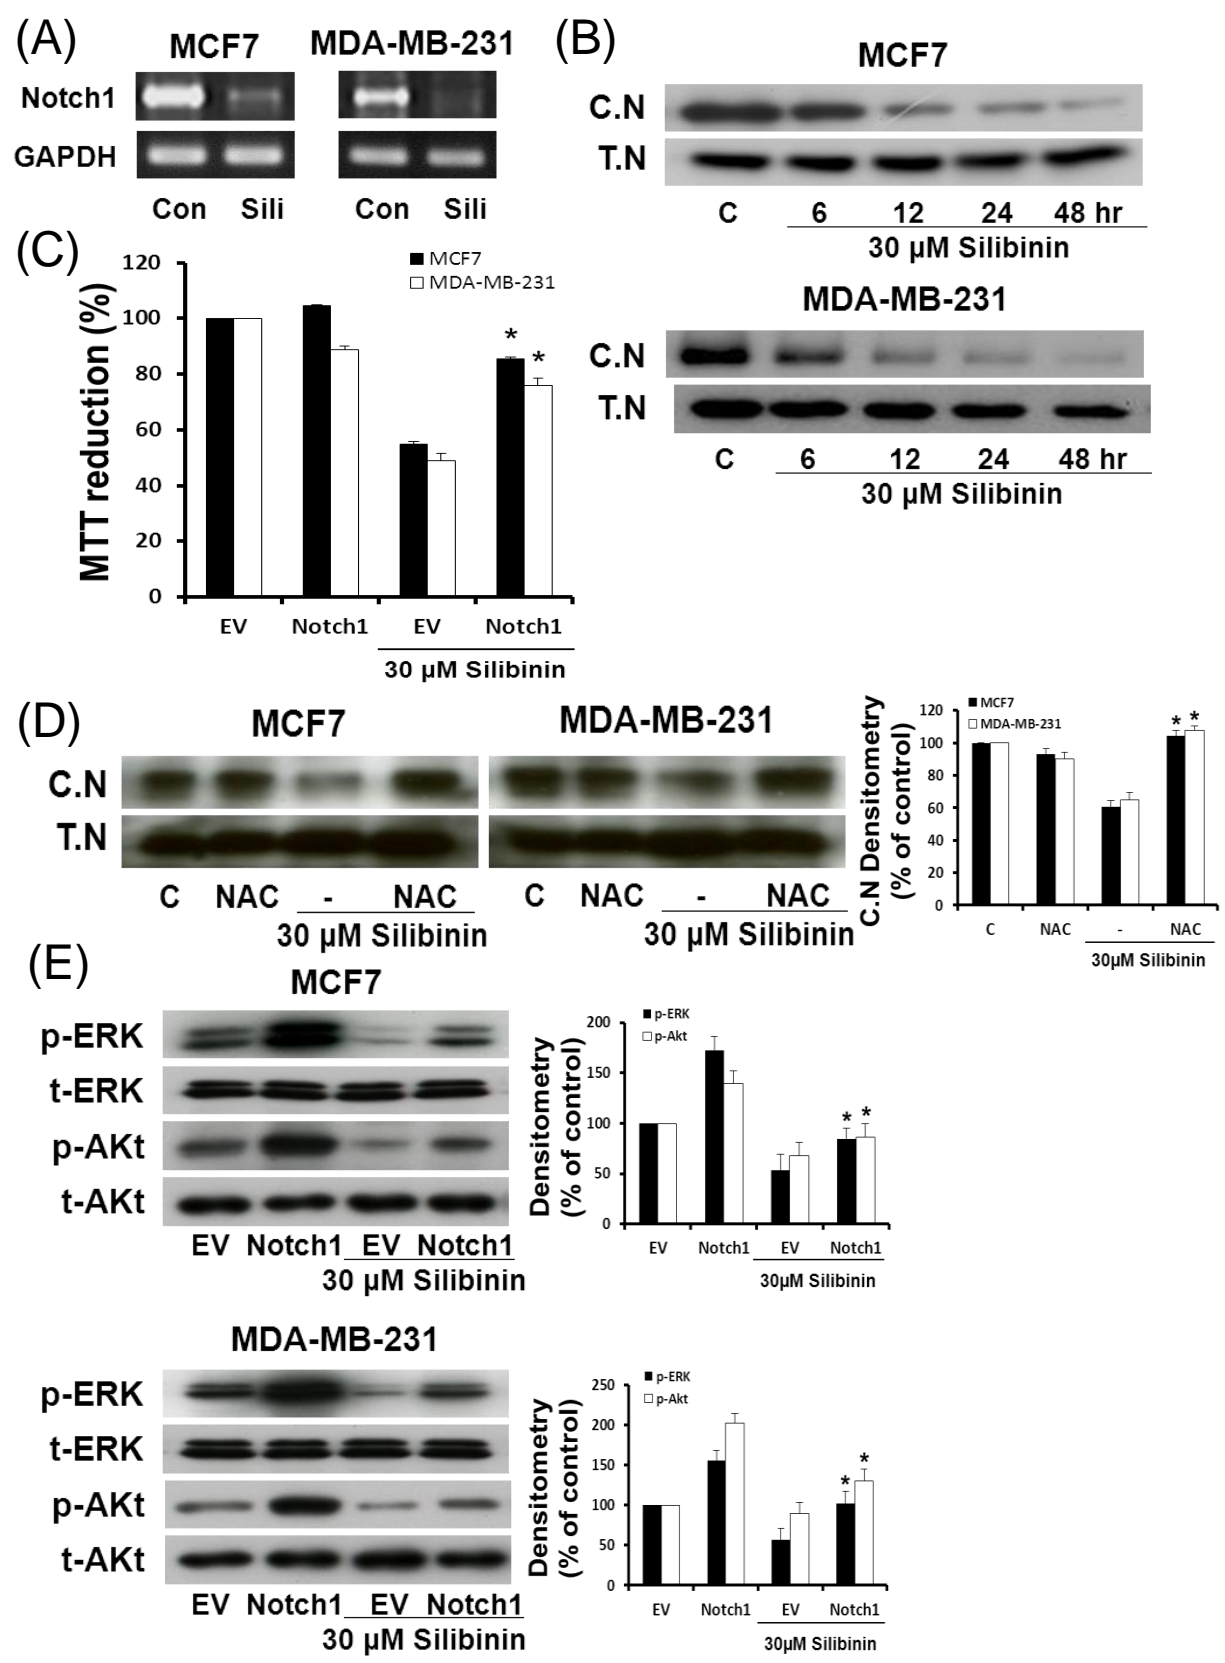 (A)
MCF7 MDA-MB-231
Notch1
GAPDH
Con Sili Con Sili
(B)
MCF7
C.N
T.N
C 6 12 24 48 hr
30 µM Silibinin
MDA-MB-231
C.N
T.N
C 6 12 24 48 hr
30 µM Silibinin
(C)
MTT reduction (%)
120
100
80
60
40
20
0
MCF7
MDA-MB-231
* *
EV Notch1 EV Notch1
30 µM Silibinin
(D)
MCF7 MDA-MB-231
C.N
T.N
C NAC - NAC C NAC - NAC
30 µM Silibinin 30 µM Silibinin
C.N Densitometry
(% of control)
120
100
80
60
40
20
0
MCF7
MDA-MB-231
* *
C NAC - NAC
30µM Silibinin
(E)
MCF7
p-ERK
t-ERK
p-AKt
t-AKt
EV Notch1 EV Notch1
30 µM Silibinin
Densitometry
(% of control)
200
150
100
50
0
p-ERK
p-Akt
* *
EV Notch1 EV Notch1
30µM Silibinin
MDA-MB-231
p-ERK
t-ERK
p-AKt
t-AKt
EV Notch1 EV Notch1
30 µM Silibinin
Densitometry
(% of control)
250
200
150
100
50
0
p-ERK
p-Akt
* *
EV Notch1 EV Notch1
30µM Silibinin